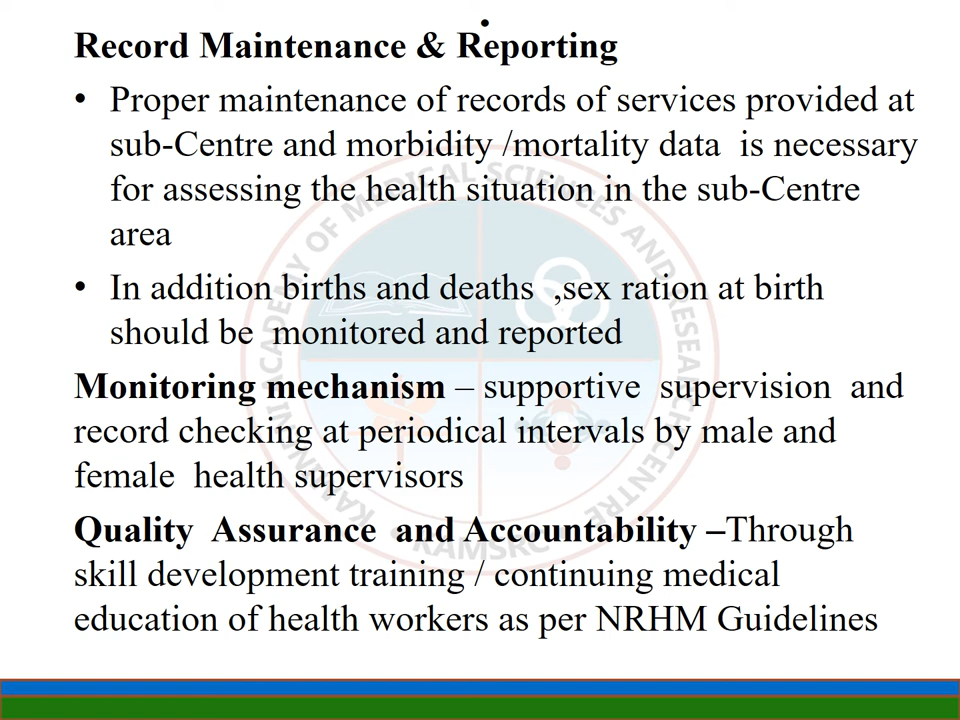 Record Maintenance & Reporting
• Proper maintenance of records of services provided at
sub-Centre and morbidity /mortality data is necessary
for assessing the health situation in the sub-Centre
area
• In addition births and deaths ,sex ration at birth
should be monitored and reported
Monitoring mechanism – supportive supervision and
record checking at periodical intervals by male and
female health supervisors
Quality Assurance and Accountability –Through
skill development training / continuing medical
education of health workers as per NRHM Guidelines